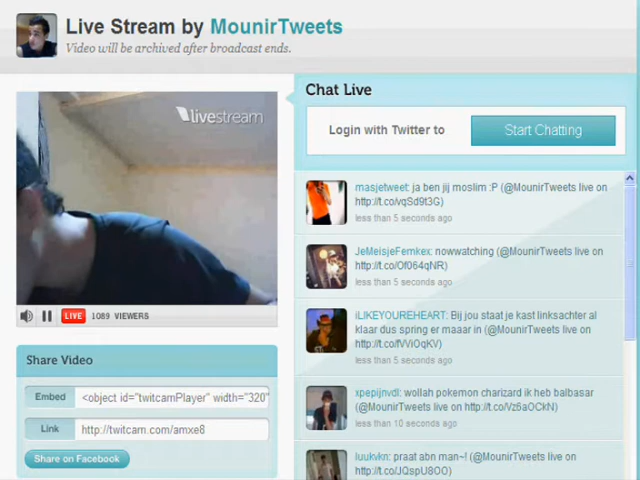 Live Stream by MounirTweets
Video will be archived after broadcast ends.
livestream
LIVE 1089 VIEWERS
Share Video
Embed <object id="twitcamPlayer" width="320"
Link http://twitcam.com/amxe8
Share on Facebook
Chat Live
Login with Twitter to Start Chatting
masjetweet: ja ben jij moslim :P (@MounirTweets live on
http://t.co/vqSd9t3G)
less than 5 seconds ago
JeMeisjeFemkex: nowwatching (@MounirTweets live on
http://t.co/Of064qNR)
less than 5 seconds ago
iLIKEYOUREHEART: Bij jou staat je kast linksachter al
klaar dus spring er maaar in (@MounirTweets live on
http://t.co/fVViOqKV)
less than 5 seconds ago
xpepijnvdl: wollah pokemon charizard ik heb balbasar
(@MounirTweets live on http://t.co/Vz6aOCkN)
less than 10 seconds ago
luukvkn: praat abn man~! (@MounirTweets live on
http://t.co/JQspU8OO)